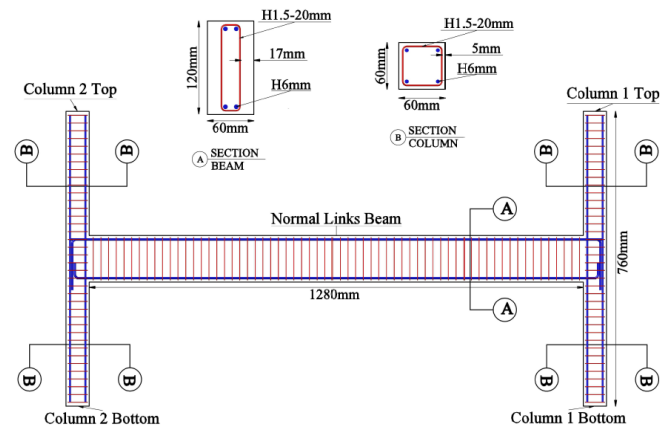 H1.5-20mm
120mm
17mm
H6mm
60mm
A SECTION
BEAM
H1.5-20mm
60mm
5mm
H6mm
60mm
B SECTION
COLUMN
Column 2 Top
Column 1 Top
B
B
B
B
Normal Links Beam
A
760mm
1280mm
A
B
B
B
B
Column 2 Bottom
Column 1 Bottom